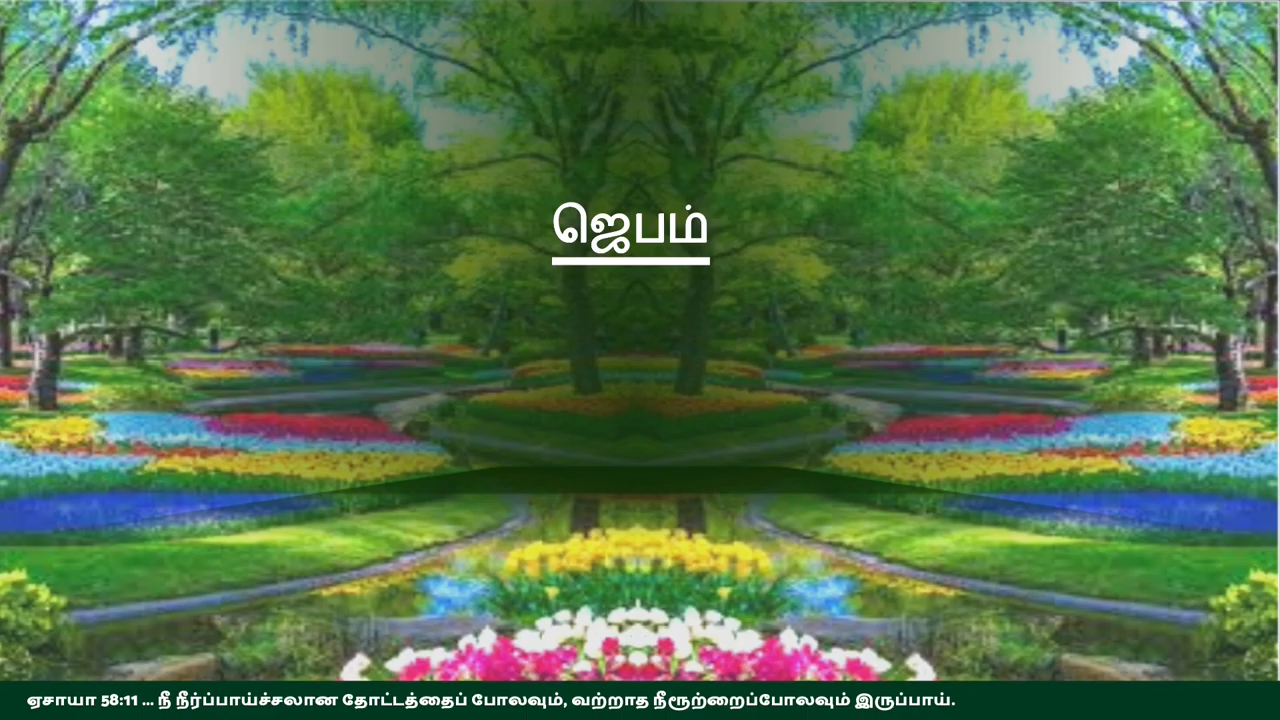 ஜெபம்
ஏசாயா 58:11 ... நீ நீர்ப்பாய்ச்சலான தோட்டத்தைப் போலவும், வற்றாத நீரூற்றைப்போலவும் இருப்பாய்.